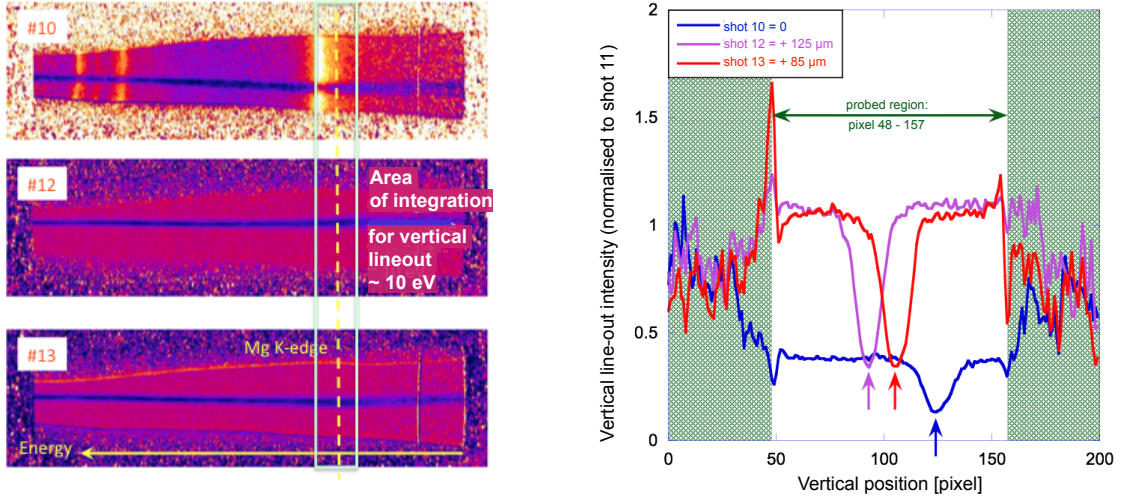 #10
#12
Area
of integration
for vertical
lineout
~ 10 eV
#13
Mg K-edge
Energy
Vertical line-out intensity (normalised to shot 11)
2
1.5
1
0.5
0
shot 10 = 0
shot 12 = + 125 µm
shot 13 = + 85 µm
probed region:
pixel 48 - 157
0
50
100
150
200
Vertical position [pixel]